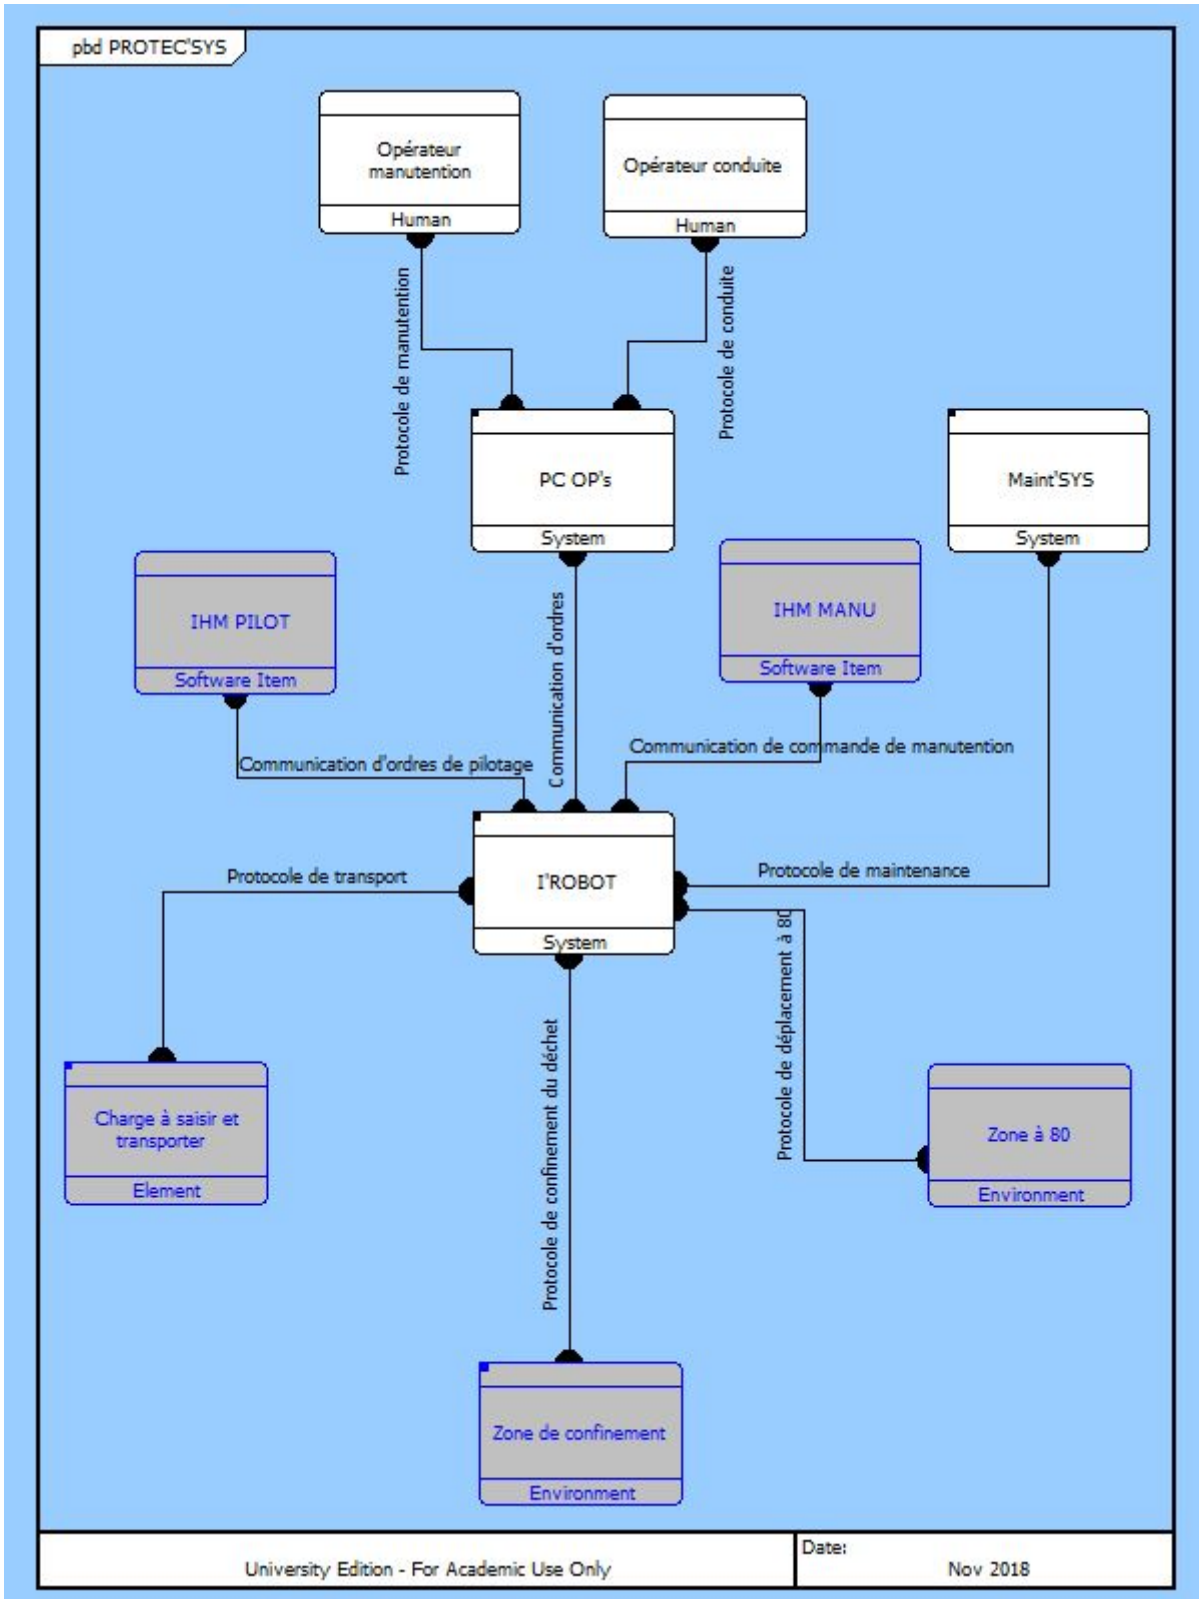 pbd PROTEC'SYS
Opérateur
manutention
Human
Opérateur conduite
Human
Protocole de manutention
Protocole de conduite
PC OP's
System
Maint'SYS
System
IHM PILOT
Software Item
Communication d'ordres
IHM MANU
Software Item
Communication d'ordres de pilotage
Communication de commande de manutention
I'ROBOT
System
Protocole de transport
Protocole de maintenance
Protocole de déplacement à 80
Protocole de confinement du déchet
Charge à saisir et
transporter
Element
Zone à 80
Environment
Zone de confinement
Environment
University Edition - For Academic Use Only
Date:
Nov 2018